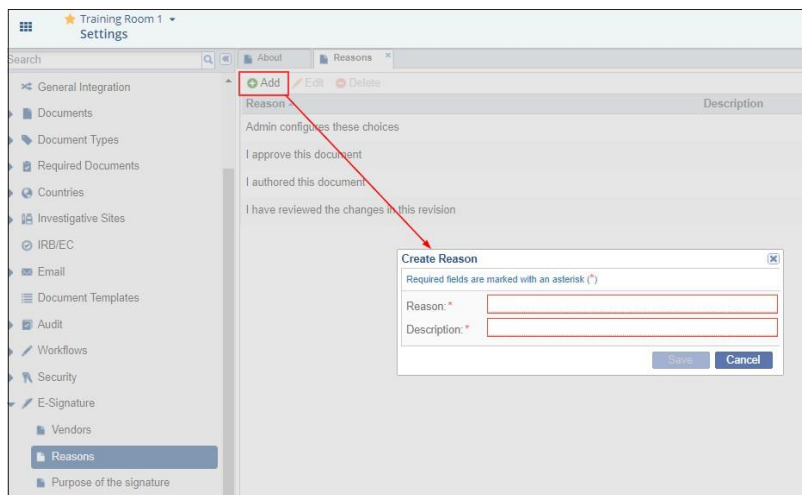 Training Room 1
Settings
Search
About
Reasons
General Integration
Documents
Document Types
Required Documents
Countries
Investigative Sites
IRB/EC
Email
Document Templates
Audit
Workflows
Security
E-Signature
Vendors
Reasons
Purpose of the signature
Add Edit Delete
Reason Description
Admin configures these choices
I approve this document
I authored this document
I have reviewed the changes in this revision
Create Reason
Required fields are marked with an asterisk (*)
Reason: *
Description: *
Save Cancel